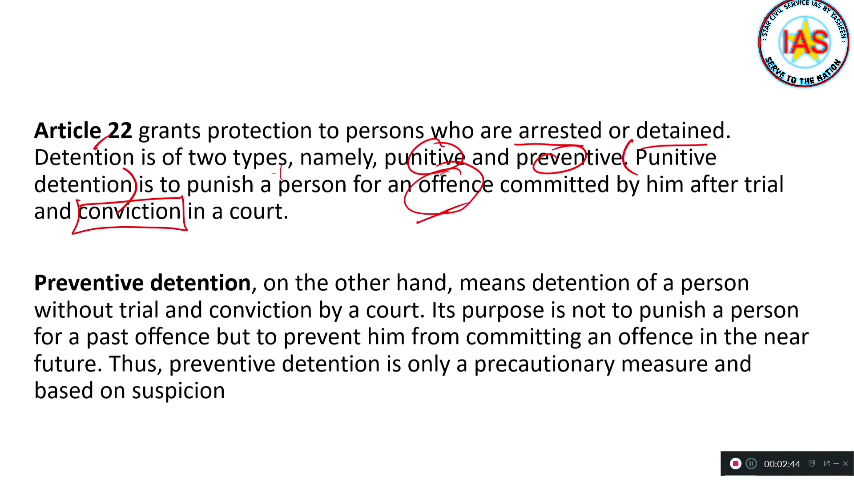 STAR CIVIL SERVICE IAS BY TASHEEN
IAS
SERVE TO THE NATION
Article 22 grants protection to persons who are arrested or detained.
Detention is of two types, namely, punitive and preventive. Punitive
detention is to punish a person for an offence committed by him after trial
and conviction in a court.
Preventive detention, on the other hand, means detention of a person
without trial and conviction by a court. Its purpose is not to punish a person
for a past offence but to prevent him from committing an offence in the near
future. Thus, preventive detention is only a precautionary measure and
based on suspicion
00:02:44